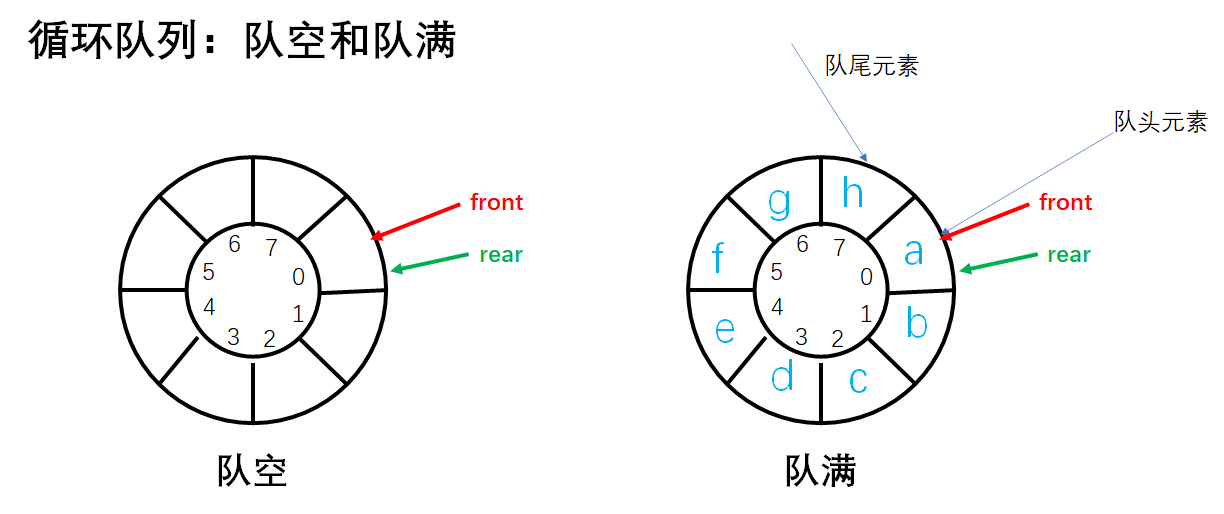 循环队列：队空和队满
队尾元素
队头元素
front
rear
6 7
5 0
4 1
3 2
队空
g h
f a
e b
d c
front
rear
6 7
5 0
4 1
3 2
队满